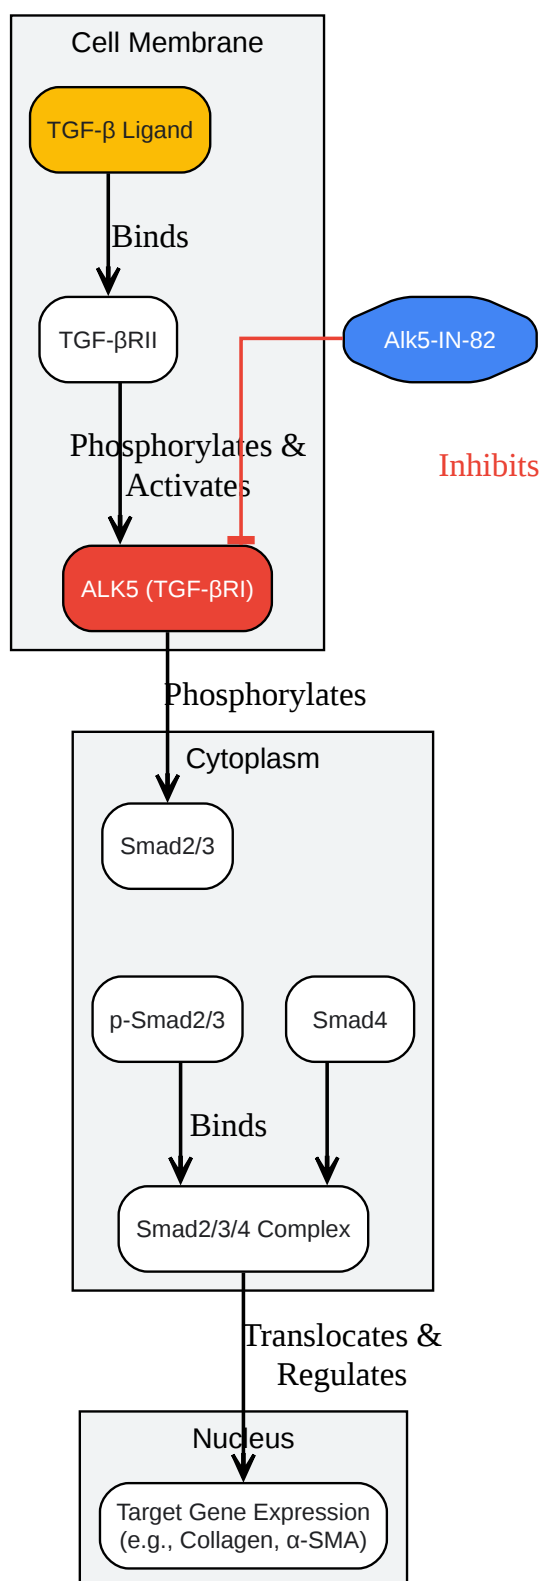 Cell Membrane
TGF-β Ligand
Binds
TGF-βRII
Alk5-IN-82
Phosphorylates &
Activates
Inhibits
ALK5 (TGF-βRI)
Phosphorylates
Cytoplasm
Smad2/3
p-Smad2/3
Smad4
Binds
Smad2/3/4 Complex
Translocates &
Regulates
Nucleus
Target Gene Expression
(e.g., Collagen, α-SMA)